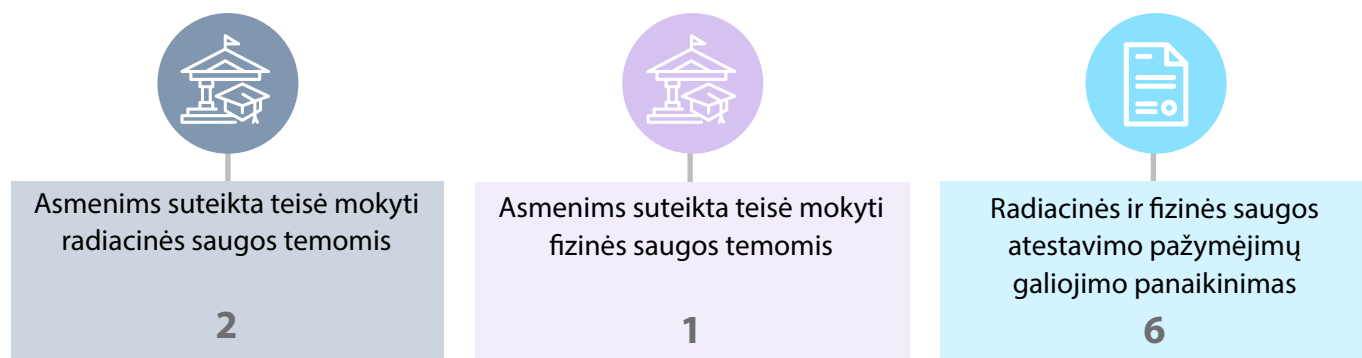 Asmenims suteikta teisė mokyti
radiacinės saugos temomis
2
Asmenims suteikta teisė mokyti
fizinės saugos temomis
1
Radiacinės ir fizinės saugos
atestavimo pažymėjimų
galiojimo panaikinimas
6